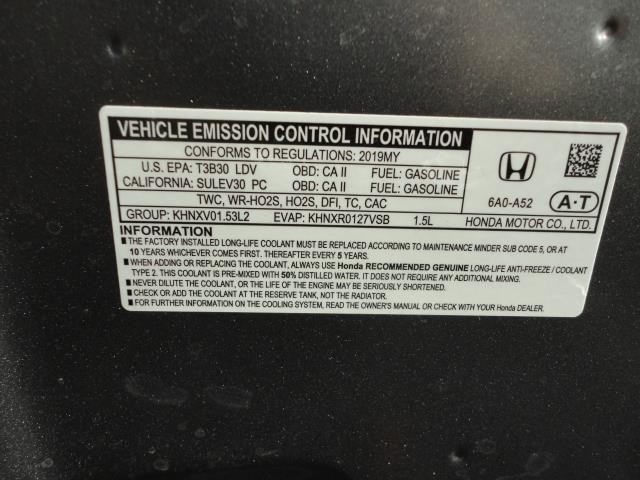 VEHICLE EMISSION CONTROL INFORMATION
CONFORMS TO REGULATIONS: 2019MY
U.S. EPA: T3B30 LDV OBD: CA II FUEL: GASOLINE
CALIFORNIA: SULEV30 PC OBD: CA II FUEL: GASOLINE
TWC, WR-HO2S, HO2S, DFI, TC, CAC
6A0-A52 A·T
GROUP: KHNXV01.53L2 EVAP: KHNXR0127VSB 1.5L HONDA MOTOR CO., LTD.
INFORMATION
■ THE FACTORY INSTALLED LONG-LIFE COOLANT MUST BE REPLACED ACCORDING TO MAINTENANCE MINDER SUB CODE 5, OR AT
10 YEARS WHICHEVER COMES FIRST. THEREAFTER EVERY 5 YEARS.
■ WHEN ADDING OR REPLACING THE COOLANT, ALWAYS USE Honda RECOMMENDED GENUINE LONG-LIFE ANTI-FREEZE / COOLANT
TYPE 2. THIS COOLANT IS PRE-MIXED WITH 50% DISTILLED WATER. IT DOES NOT REQUIRE ANY ADDITIONAL MIXING.
■ NEVER DILUTE THE COOLANT, OR THE LIFE OF THE ENGINE MAY BE SERIOUSLY SHORTENED.
■ CHECK OR ADD THE COOLANT AT THE RESERVE TANK, NOT THE RADIATOR.
■ FOR FURTHER INFORMATION ON THE COOLING SYSTEM, READ THE OWNER'S MANUAL OR CHECK WITH YOUR Honda DEALER.